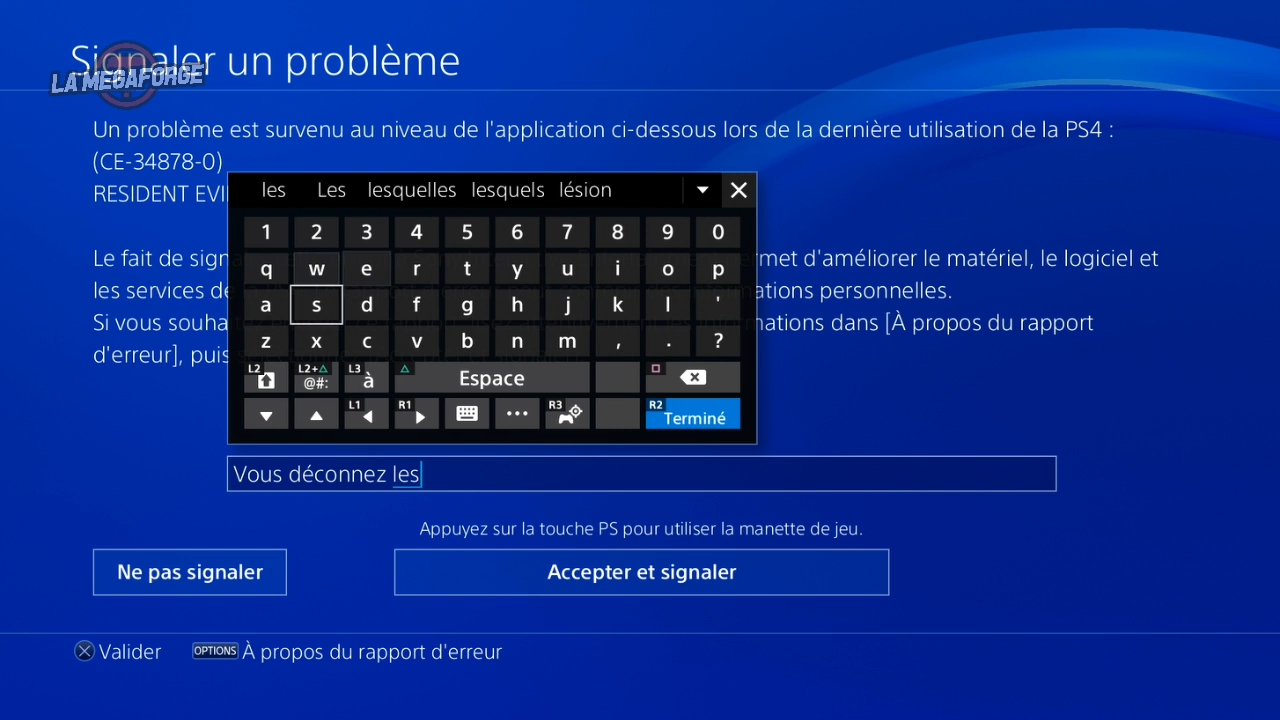 Signaler un problème
LA MEGAFORGE
Un problème est survenu au niveau de l'application ci-dessous lors de la dernière utilisation de la PS4 :
(CE-34878-0)
RESIDENT EVI
les Les lesquelles lesquels lésion
1 2 3 4 5 6 7 8 9 0
q w e r t y u i o p
a s d f g h j k l '
z x c v b n m , . ?
L2 L2+△ @#: L3 à △ Espace □
L1 R1 ••• R3 R2 Terminé
Le fait de sign met d'améliorer le matériel, le logiciel et
les services de ations personnelles.
Si vous souha mations dans [À propos du rapport
d'erreur], puis
Vous déconnez les
Appuyez sur la touche PS pour utiliser la manette de jeu.
Ne pas signaler Accepter et signaler
Valider OPTIONS À propos du rapport d'erreur